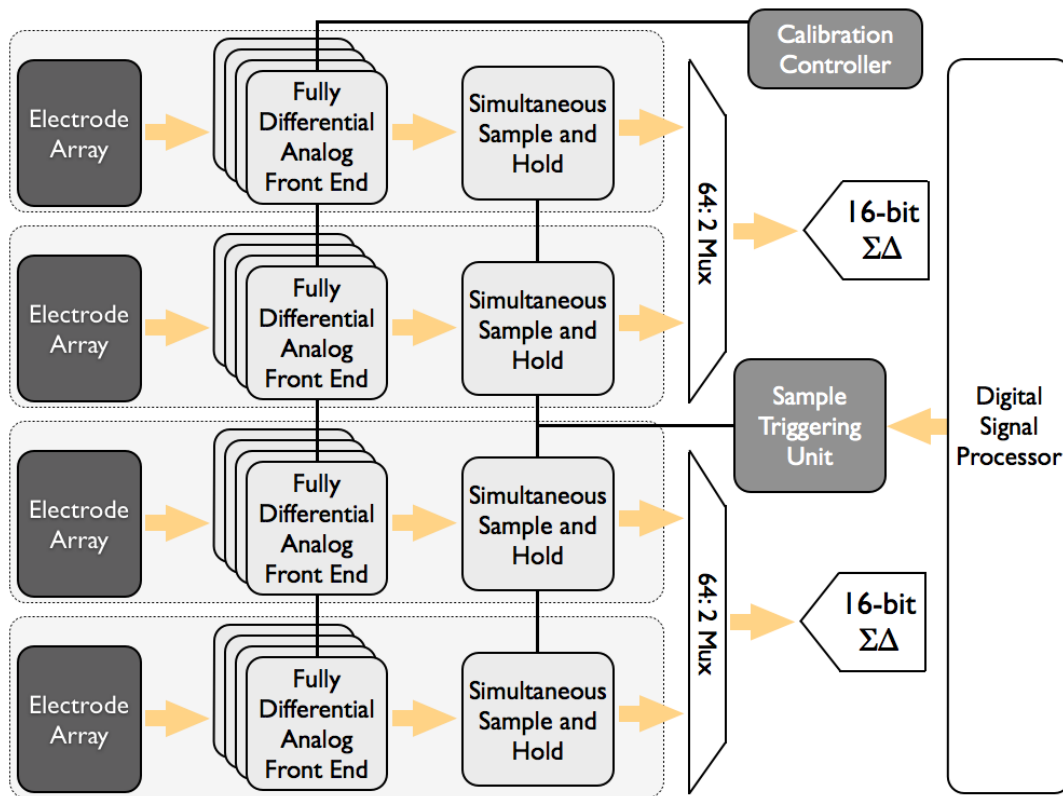 Calibration
Controller
Electrode
Array
Fully
Differential
Analog
Front End
Simultaneous
Sample and
Hold
64: 2 Mux
16-bit
ΣΔ
Electrode
Array
Fully
Differential
Analog
Front End
Simultaneous
Sample and
Hold
Sample
Triggering
Unit
Digital
Signal
Processor
Electrode
Array
Fully
Differential
Analog
Front End
Simultaneous
Sample and
Hold
64: 2 Mux
16-bit
ΣΔ
Electrode
Array
Fully
Differential
Analog
Front End
Simultaneous
Sample and
Hold